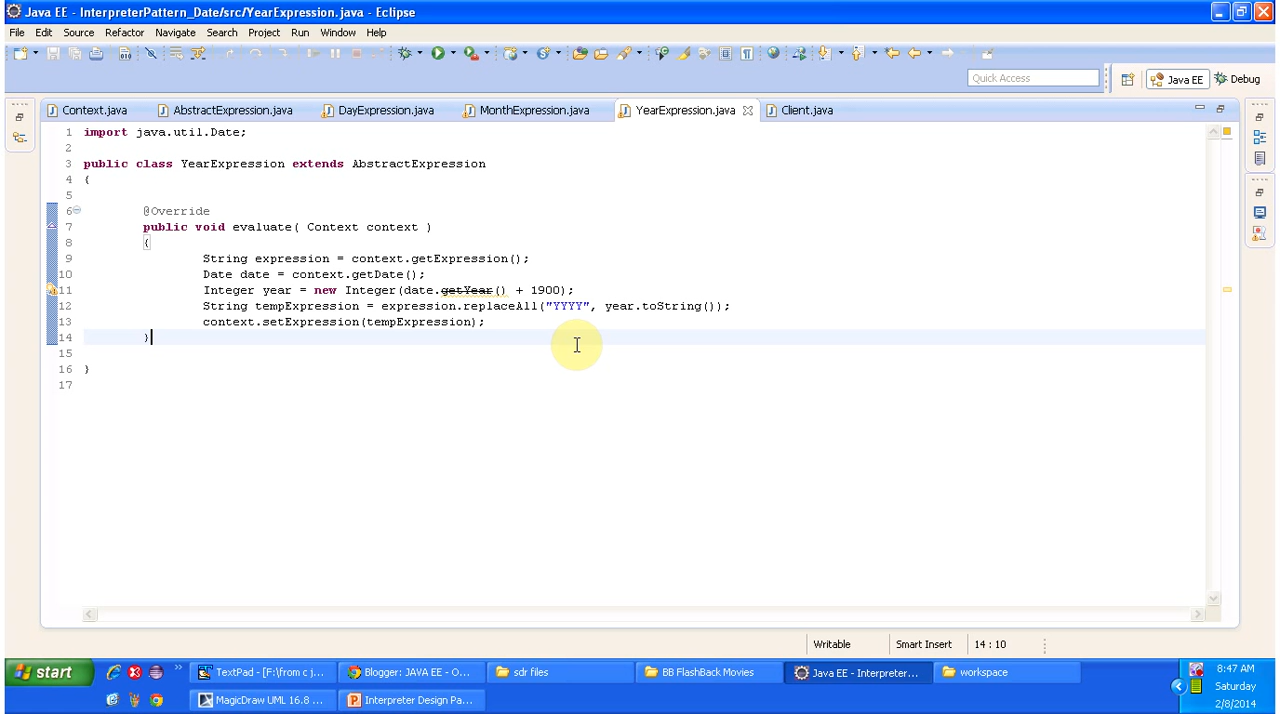 Java EE - InterpreterPattern_Date/src/YearExpression.java - Eclipse
File Edit Source Refactor Navigate Search Project Run Window Help
Quick Access
Java EE
Debug
Context.java
AbstractExpression.java
DayExpression.java
MonthExpression.java
YearExpression.java
Client.java
1 import java.util.Date;
2
3 public class YearExpression extends AbstractExpression
4 {
5
6 @Override
7 public void evaluate( Context context )
8 {
9 String expression = context.getExpression();
10 Date date = context.getDate();
11 Integer year = new Integer(date.getYear() + 1900);
12 String tempExpression = expression.replaceAll("YYYY", year.toString());
13 context.setExpression(tempExpression);
14 }
15
16 }
17
Writable
Smart Insert
14 : 10
start
TextPad - [F:\from c j...
Blogger: JAVA EE - O...
sdr files
BB FlashBack Movies
Java EE - Interpreter...
workspace
8:47 AM
MagicDraw UML 16.8 ...
Interpreter Design Pa...
Saturday
2/8/2014